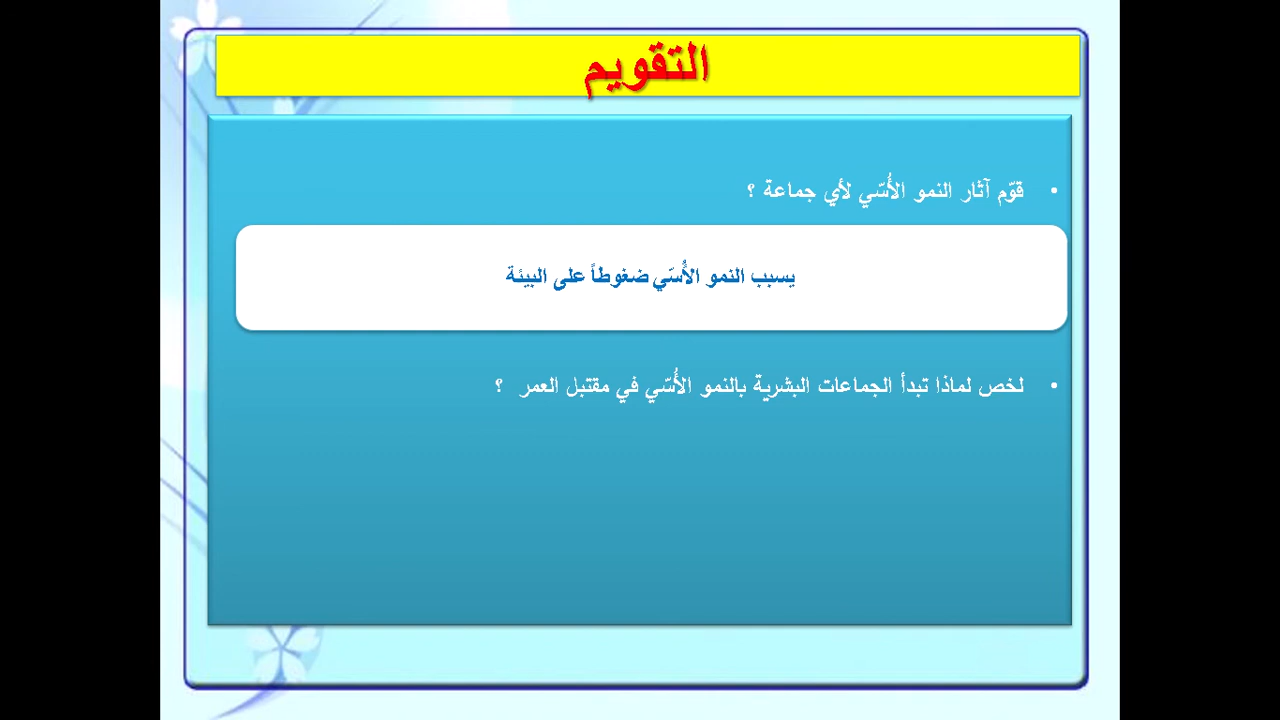 التقويم
• قوّم آثار النمو الأُسّي لأي جماعة ؟
يسبب النمو الأُسّي ضغوطاً على البيئة
• لخص لماذا تبدأ الجماعات البشرية بالنمو الأُسّي في مقتبل العمر ؟